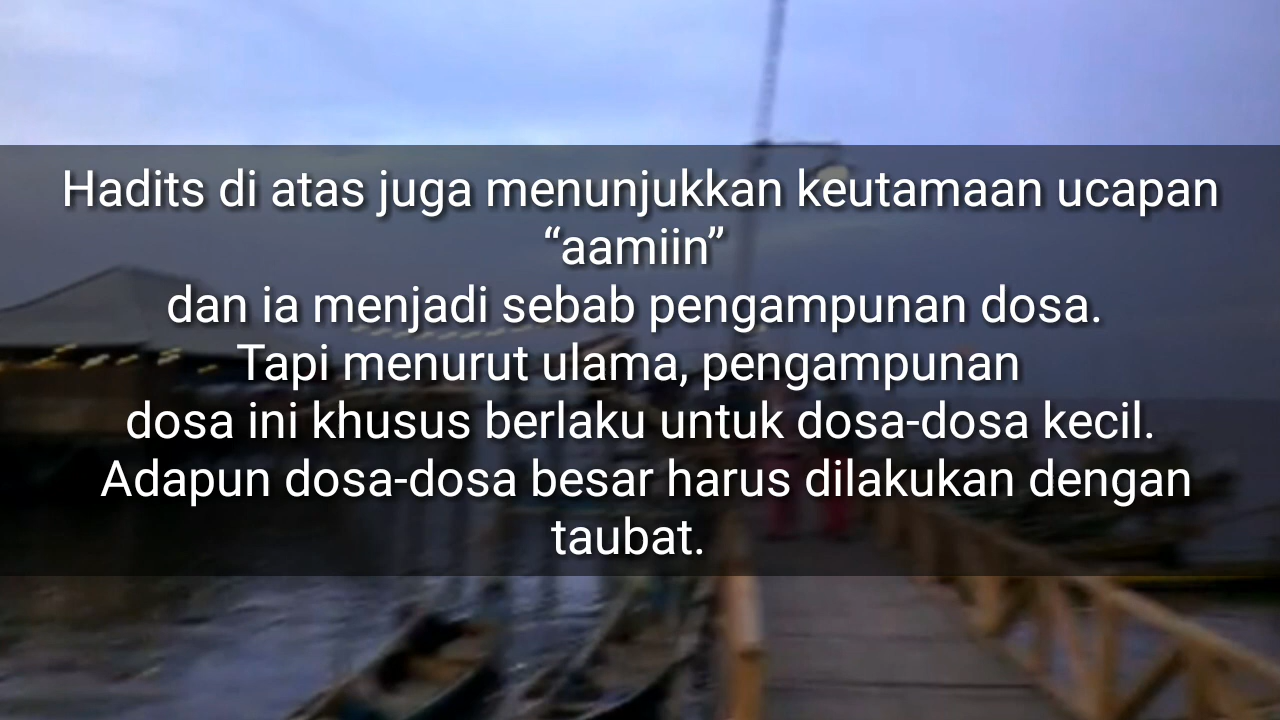 Hadits di atas juga menunjukkan keutamaan ucapan
“aamiin”
dan ia menjadi sebab pengampunan dosa.
Tapi menurut ulama, pengampunan
dosa ini khusus berlaku untuk dosa-dosa kecil.
Adapun dosa-dosa besar harus dilakukan dengan
taubat.